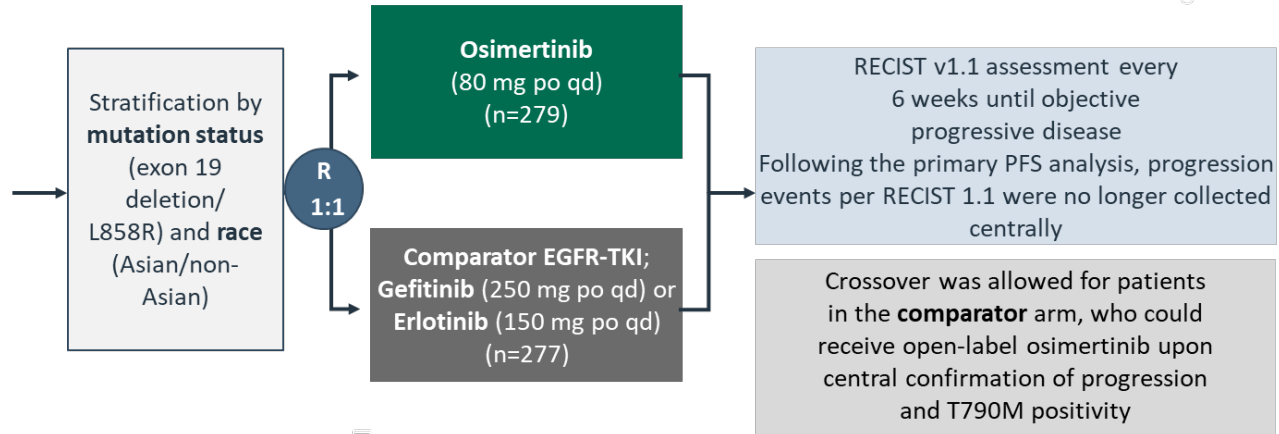 Stratification by
mutation status
(exon 19
deletion/
L858R) and race
(Asian/non-
Asian)
R
1:1
Osimertinib
(80 mg po qd)
(n=279)
Comparator EGFR-TKI;
Gefitinib (250 mg po qd) or
Erlotinib (150 mg po qd)
(n=277)
RECIST v1.1 assessment every
6 weeks until objective
progressive disease
Following the primary PFS analysis, progression
events per RECIST 1.1 were no longer collected
centrally
Crossover was allowed for patients
in the comparator arm, who could
receive open-label osimertinib upon
central confirmation of progression
and T790M positivity